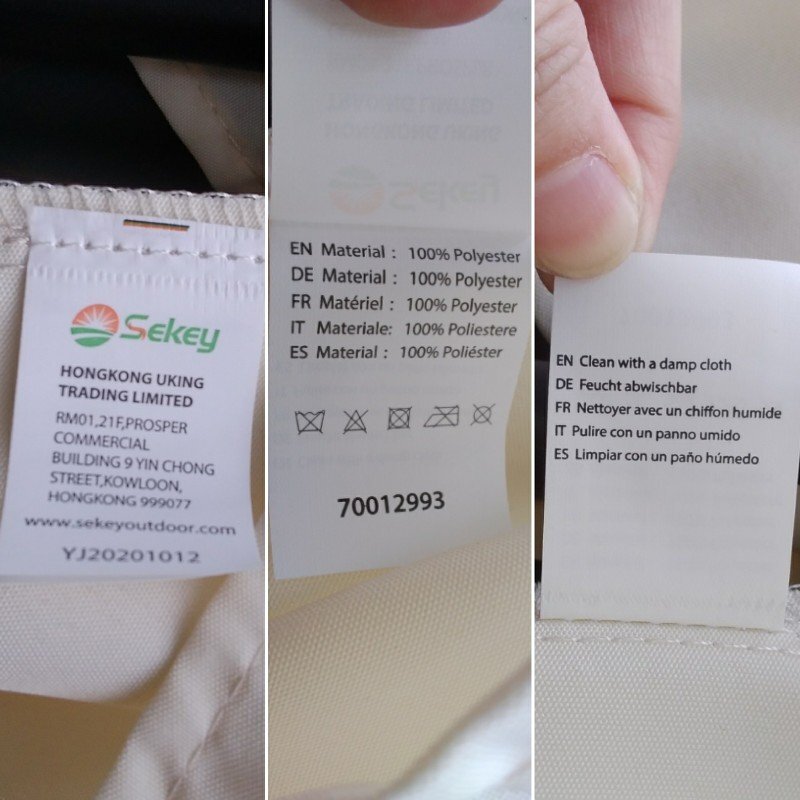 Sekey
HONGKONG UKING
TRADING LIMITED
RM01,21F,PROSPER
COMMERCIAL
BUILDING 9 YIN CHONG
STREET,KOWLOON,
HONGKONG 999077
www.sekeyoutdoor.com
YJ20201012
EN Material : 100% Polyester
DE Material : 100% Polyester
FR Matériel : 100% Polyester
IT Materiale: 100% Poliestere
ES Material : 100% Poliéster
70012993
EN Clean with a damp cloth
DE Feucht abwischbar
FR Nettoyer avec un chiffon humide
IT Pulire con un panno umido
ES Limpiar con un paño húmedo